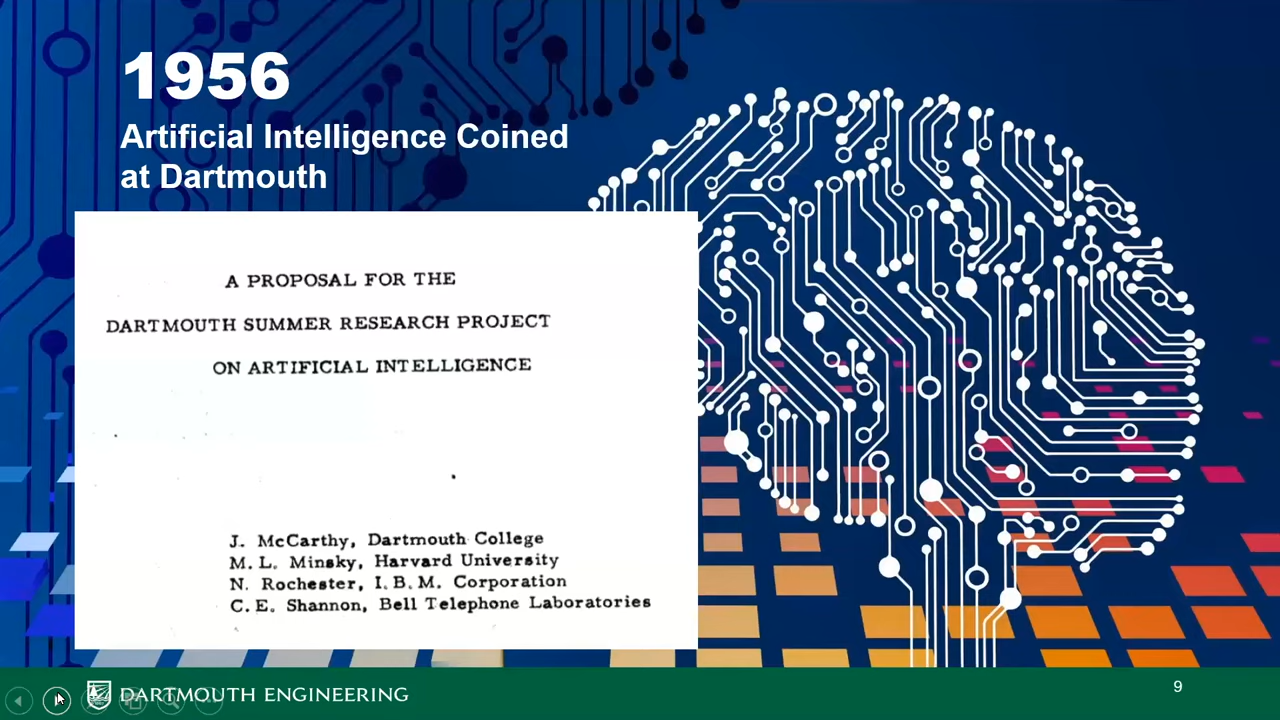 1956
Artificial Intelligence Coined
at Dartmouth
A PROPOSAL FOR THE
DARTMOUTH SUMMER RESEARCH PROJECT
ON ARTIFICIAL INTELLIGENCE
J. McCarthy, Dartmouth College
M. L. Minsky, Harvard University
N. Rochester, I.B.M. Corporation
C. E. Shannon, Bell Telephone Laboratories
DARTMOUTH ENGINEERING
9